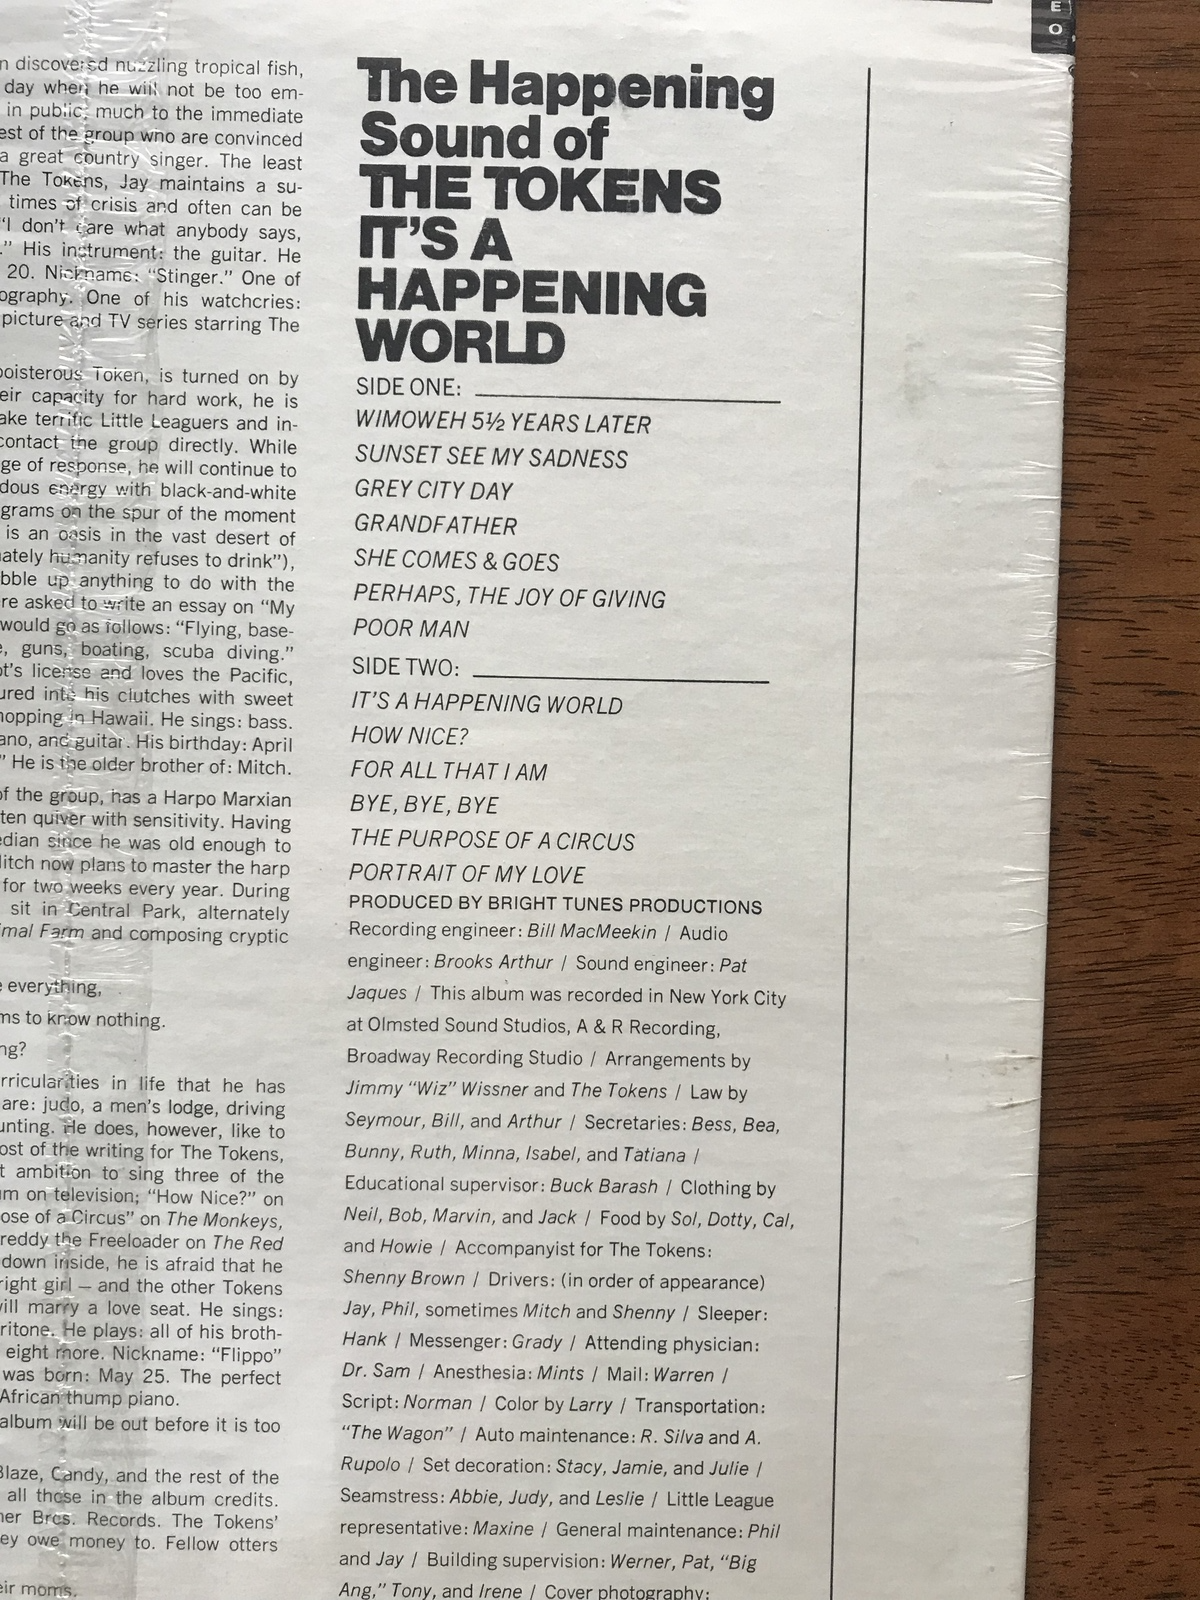 n discovered nuzzling tropical fish,
day when he will not be too em-
in public, much to the immediate
est of the group who are convinced
a great country singer. The least
The Tokens, Jay maintains a su-
times of crisis and often can be
"I don't care what anybody says,
." His instrument: the guitar. He
20. Nickname: "Stinger." One of
ography. One of his watchcries:
picture and TV series starring The
boisterous Token, is turned on by
eir capacity for hard work, he is
ake terrific Little Leaguers and in-
contact the group directly. While
ge of response, he will continue to
dous energy with black-and-white
grams on the spur of the moment
is an oasis in the vast desert of
ately humanity refuses to drink"),
bble up anything to do with the
re asked to write an essay on "My
would go as follows: "Flying, base-
, guns, boating, scuba diving."
ot's license and loves the Pacific,
ured into his clutches with sweet
hopping in Hawaii. He sings: bass.
ano, and guitar. His birthday: April
" He is the older brother of: Mitch.
of the group, has a Harpo Marxian
ten quiver with sensitivity. Having
edian since he was old enough to
Mitch now plans to master the harp
for two weeks every year. During
sit in Central Park, alternately
imal Farm and composing cryptic
e everything,
ms to know nothing.
ng?
rricularities in life that he has
are: judo, a men's lodge, driving
unting. He does, however, like to
ost of the writing for The Tokens,
t ambition to sing three of the
um on television; "How Nice?" on
ose of a Circus" on The Monkeys,
reddy the Freeloader on The Red
down inside, he is afraid that he
right girl – and the other Tokens
will marry a love seat. He sings:
ritone. He plays: all of his broth-
eight more. Nickname: "Flippo"
was born: May 25. The perfect
African thump piano.
album will be out before it is too
Blaze, Candy, and the rest of the
all those in the album credits.
ner Bros. Records. The Tokens'
ey owe money to. Fellow otters
eir moms.
The Happening
Sound of
THE TOKENS
IT'S A
HAPPENING
WORLD
SIDE ONE:
WIMOWEH 5½ YEARS LATER
SUNSET SEE MY SADNESS
GREY CITY DAY
GRANDFATHER
SHE COMES & GOES
PERHAPS, THE JOY OF GIVING
POOR MAN
SIDE TWO:
IT'S A HAPPENING WORLD
HOW NICE?
FOR ALL THAT I AM
BYE, BYE, BYE
THE PURPOSE OF A CIRCUS
PORTRAIT OF MY LOVE
PRODUCED BY BRIGHT TUNES PRODUCTIONS
Recording engineer: Bill MacMeekin / Audio
engineer: Brooks Arthur / Sound engineer: Pat
Jaques / This album was recorded in New York City
at Olmsted Sound Studios, A & R Recording,
Broadway Recording Studio / Arrangements by
Jimmy "Wiz" Wissner and The Tokens / Law by
Seymour, Bill, and Arthur / Secretaries: Bess, Bea,
Bunny, Ruth, Minna, Isabel, and Tatiana /
Educational supervisor: Buck Barash / Clothing by
Neil, Bob, Marvin, and Jack / Food by Sol, Dotty, Cal,
and Howie / Accompanyist for The Tokens:
Shenny Brown / Drivers: (in order of appearance)
Jay, Phil, sometimes Mitch and Shenny / Sleeper:
Hank / Messenger: Grady / Attending physician:
Dr. Sam / Anesthesia: Mints / Mail: Warren /
Script: Norman / Color by Larry / Transportation:
"The Wagon" / Auto maintenance: R. Silva and A.
Rupolo / Set decoration: Stacy, Jamie, and Julie /
Seamstress: Abbie, Judy, and Leslie / Little League
representative: Maxine / General maintenance: Phil
and Jay / Building supervision: Werner, Pat, "Big
Ang," Tony, and Irene / Cover photography:
E
O